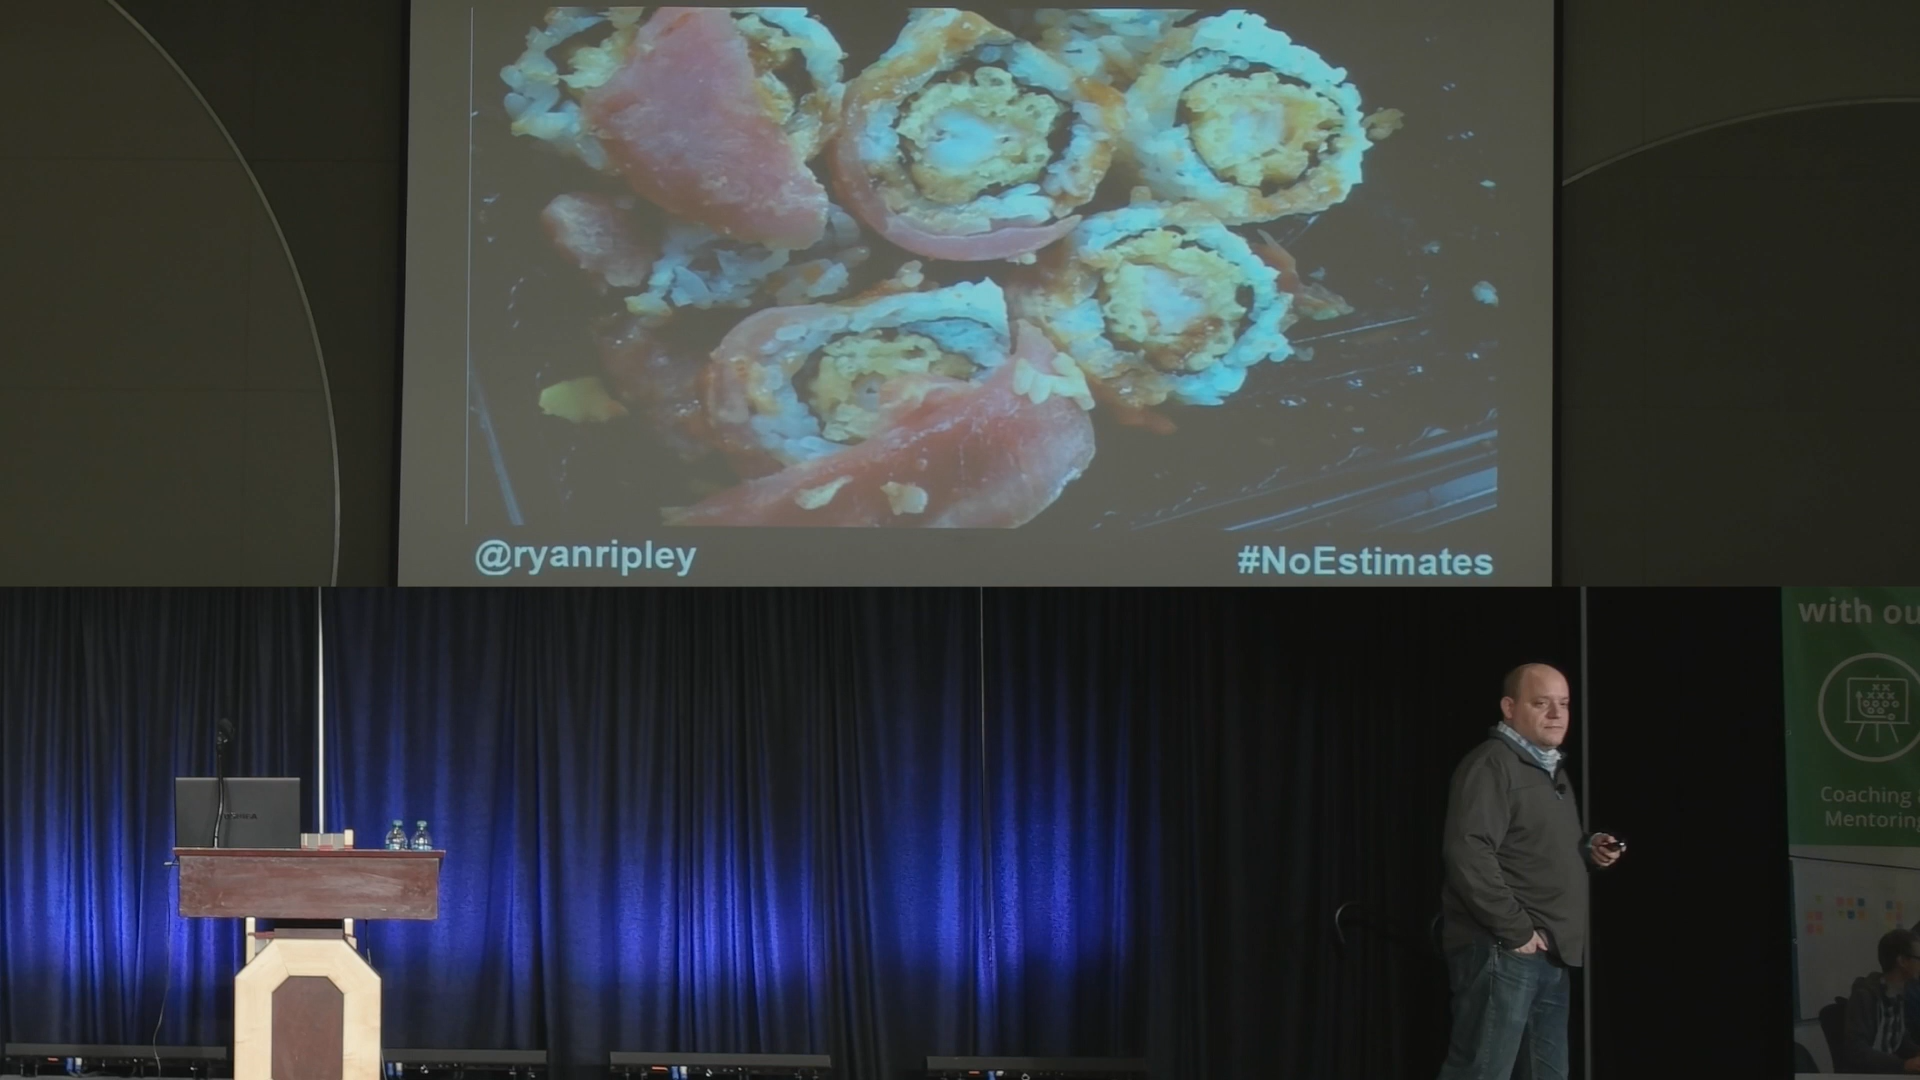 @ryanripley
#NoEstimates
with ou
Coaching
Mentoring